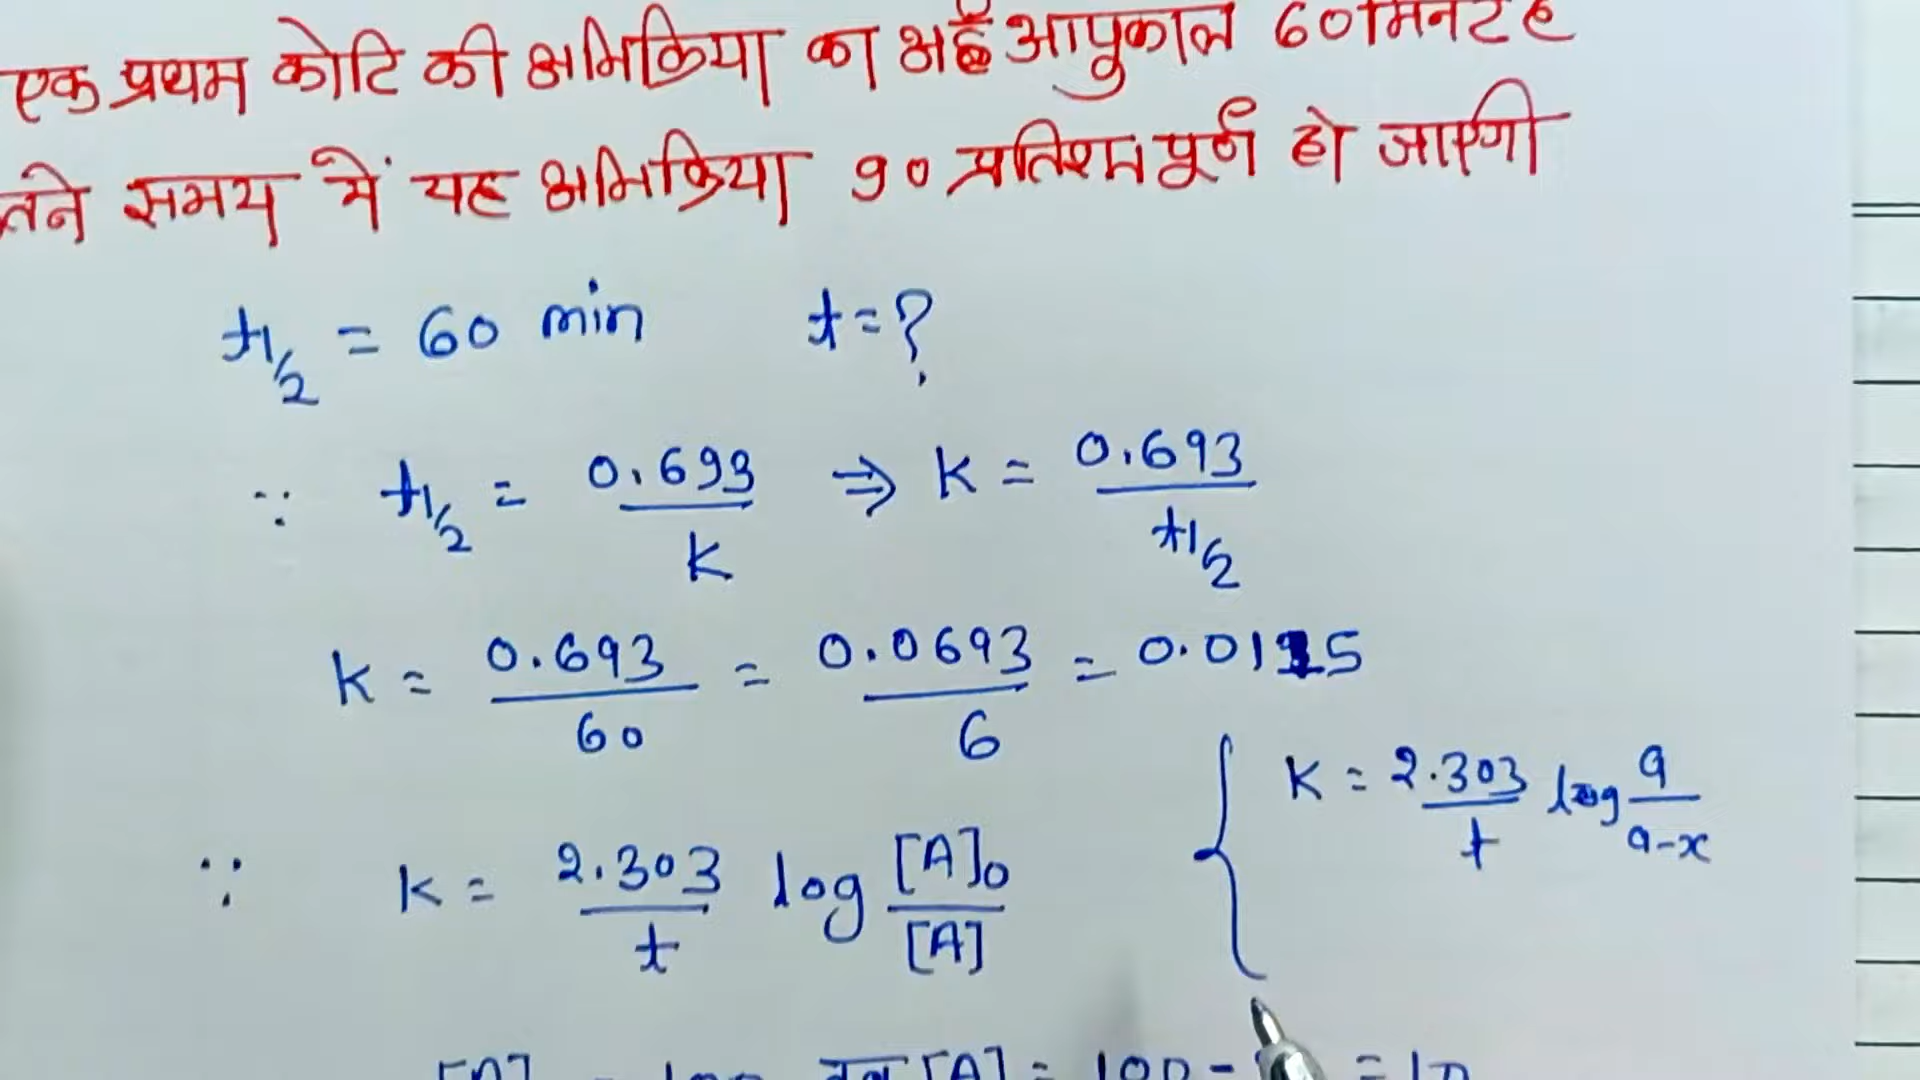 एक प्रथम कोटि की अभिक्रिया का अर्द्ध आयुकाल 60 मिनट है
तने समय में यह अभिक्रिया 90 प्रतिशत पूर्ण हो जाएगी
t1/2 = 60 min t = ?
∵ t1/2 = 0.693/k ⇒ k = 0.693/t1/2
k = 0.693/60 = 0.0693/6 = 0.0115
k = 2.303/t log a/a-x
∵ k = 2.303/t log [A]0/[A]
[A] = 100 - = 10